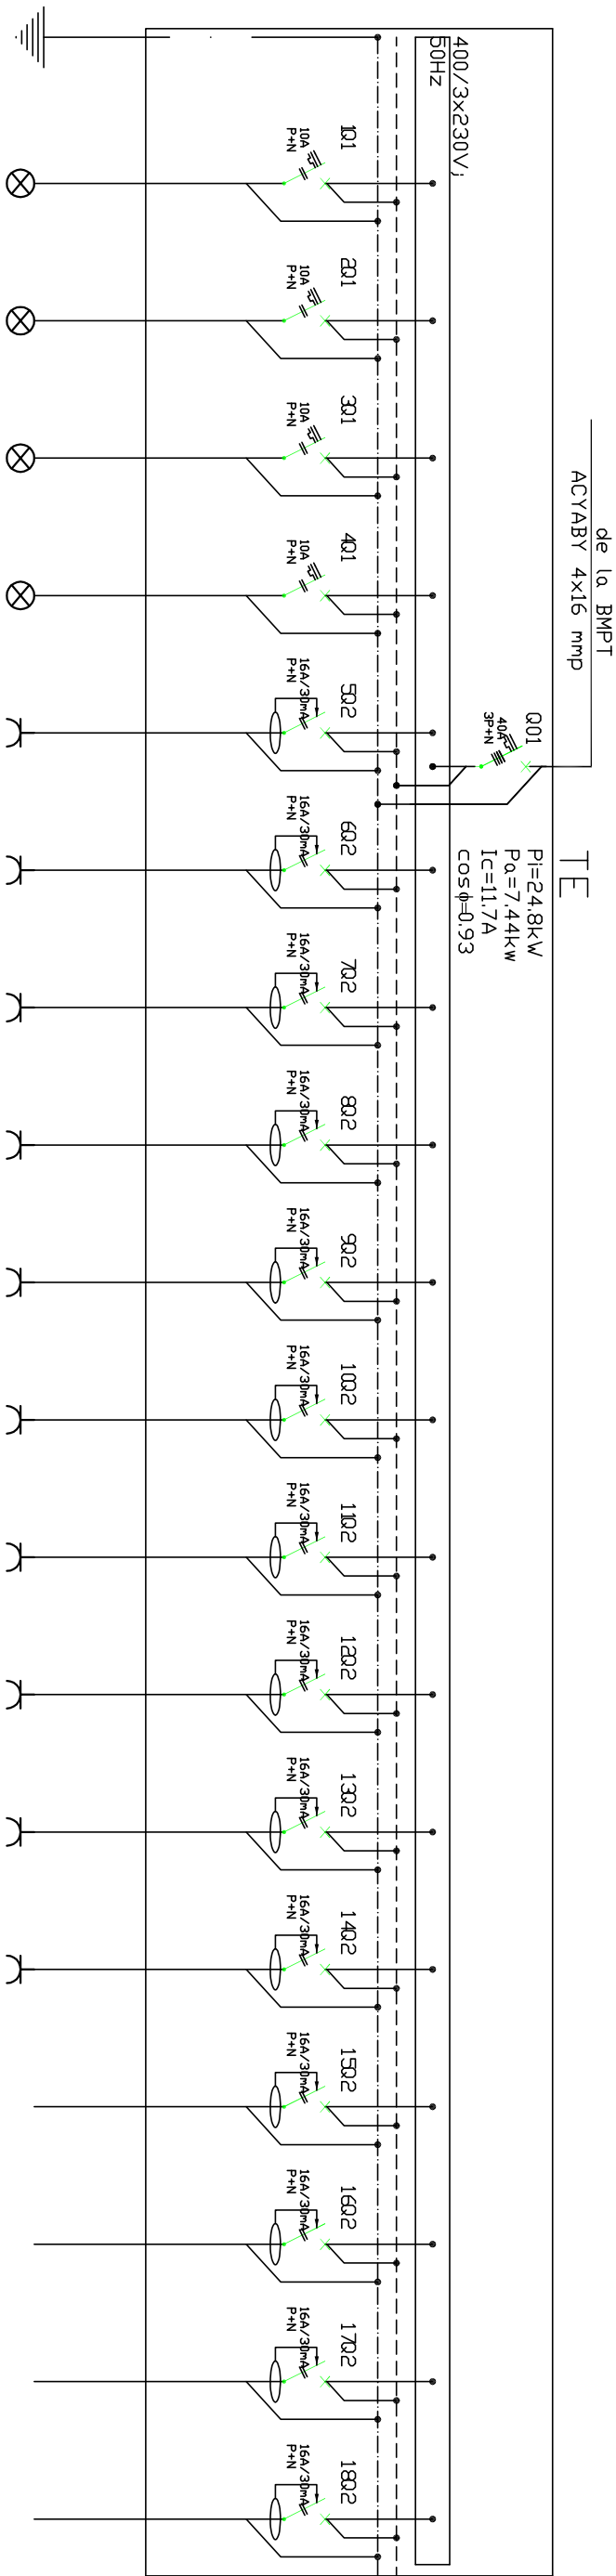 de la BMPT
ACYABY 4x16 mmp
TE
Q01
40A
3P+N
Pi=24.8kW
Pa=7.44kw
Ic=11.7A
cosϕ=0.93
400/3x230V;
50Hz
1Q1
10A
P+N
2Q1
10A
P+N
3Q1
10A
P+N
4Q1
10A
P+N
5Q2
16A/30mA
P+N
6Q2
16A/30mA
P+N
7Q2
16A/30mA
P+N
8Q2
16A/30mA
P+N
9Q2
16A/30mA
P+N
10Q2
16A/30mA
P+N
11Q2
16A/30mA
P+N
12Q2
16A/30mA
P+N
13Q2
16A/30mA
P+N
14Q2
16A/30mA
P+N
15Q2
16A/30mA
P+N
16Q2
16A/30mA
P+N
17Q2
16A/30mA
P+N
18Q2
16A/30mA
P+N